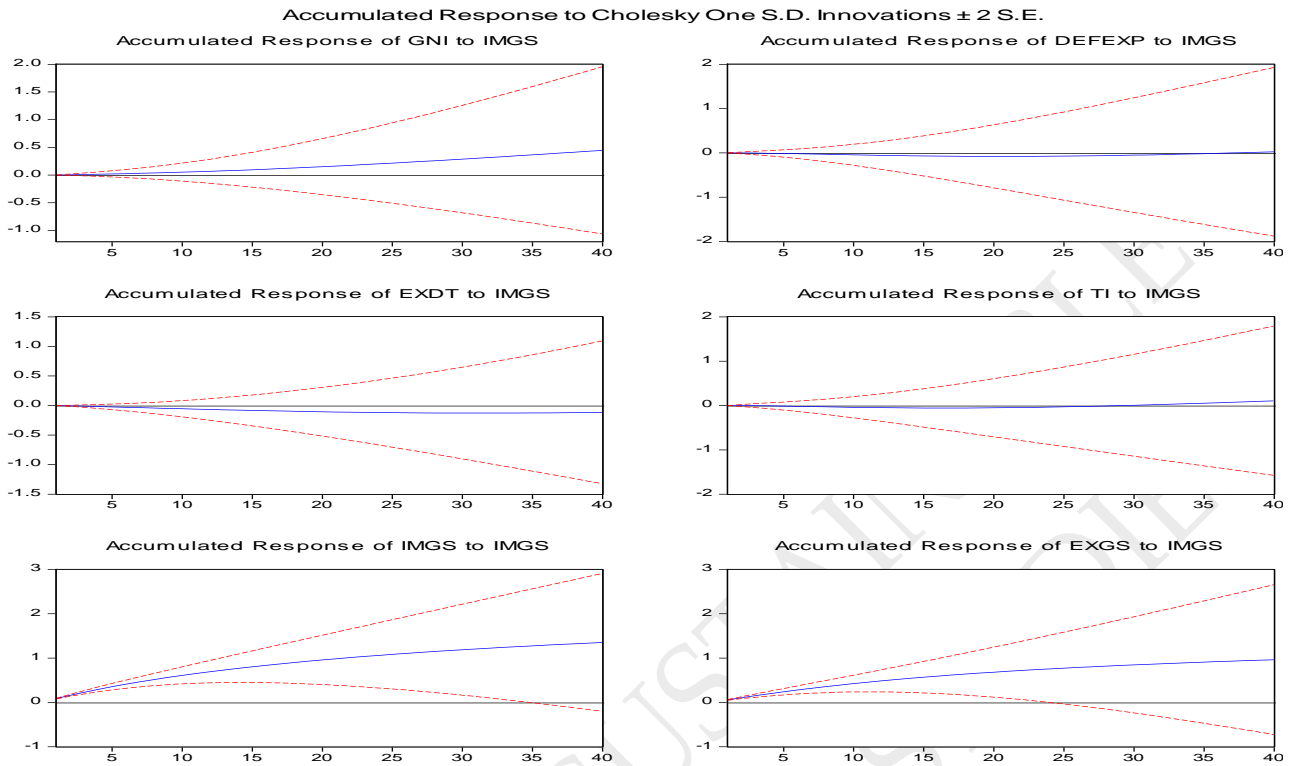 Accumulated Response to Cholesky One S.D. Innovations ± 2 S.E.
Accumulated Response of GNI to IMGS
2.0
1.5
1.0
0.5
0.0
-0.5
-1.0
5 10 15 20 25 30 35 40
Accumulated Response of DEFEXP to IMGS
2
1
0
-1
-2
5 10 15 20 25 30 35 40
Accumulated Response of EXDT to IMGS
1.5
1.0
0.5
0.0
-0.5
-1.0
-1.5
5 10 15 20 25 30 35 40
Accumulated Response of TI to IMGS
2
1
0
-1
-2
5 10 15 20 25 30 35 40
Accumulated Response of IMGS to IMGS
3
2
1
0
-1
5 10 15 20 25 30 35 40
Accumulated Response of EXGS to IMGS
3
2
1
0
-1
5 10 15 20 25 30 35 40